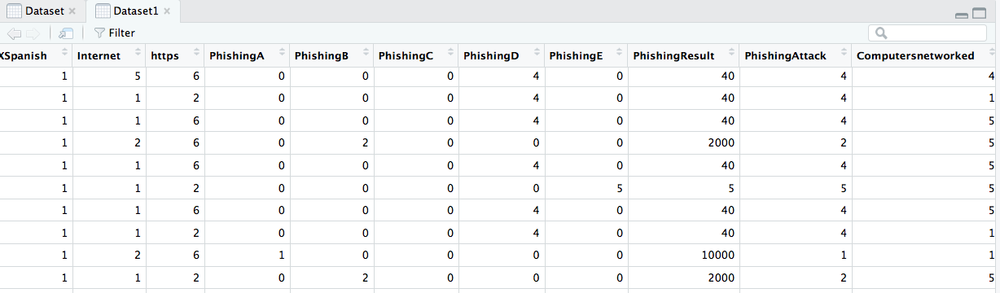 Dataset Dataset1
Filter
XSpanish Internet https PhishingA PhishingB PhishingC PhishingD PhishingE PhishingResult PhishingAttack Computersnetworked
1 5 6 0 0 0 4 0 40 4 4
1 1 2 0 0 0 4 0 40 4 1
1 1 6 0 0 0 4 0 40 4 5
1 2 6 0 2 0 0 0 2000 2 5
1 1 6 0 0 0 4 0 40 4 5
1 1 2 0 0 0 0 5 5 5 5
1 1 6 0 0 0 4 0 40 4 5
1 1 2 0 0 0 4 0 40 4 1
1 2 6 1 0 0 0 0 10000 1 1
1 1 2 0 2 0 0 0 2000 2 5